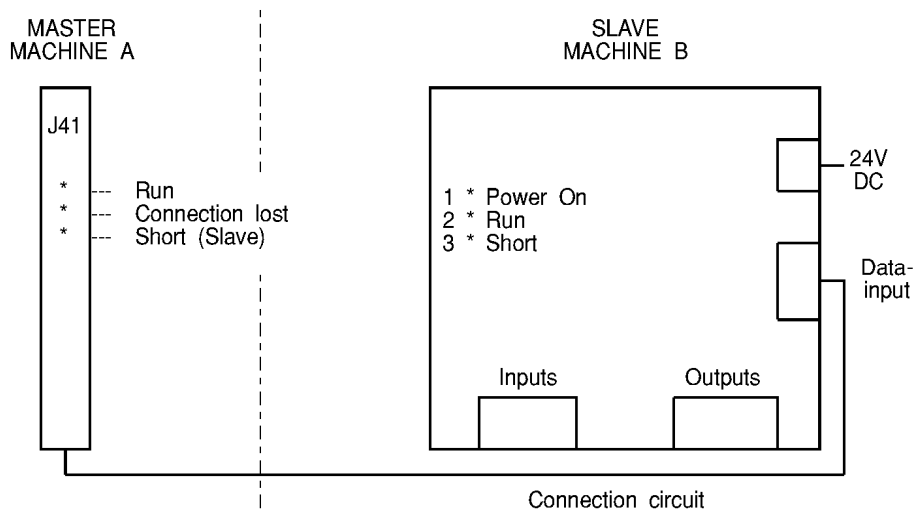 MASTER
MACHINE A
SLAVE
MACHINE B
J41
* --- Run
* --- Connection lost
* --- Short (Slave)
1 * Power On
2 * Run
3 * Short
24V
DC
Data-
input
Inputs
Outputs
Connection circuit